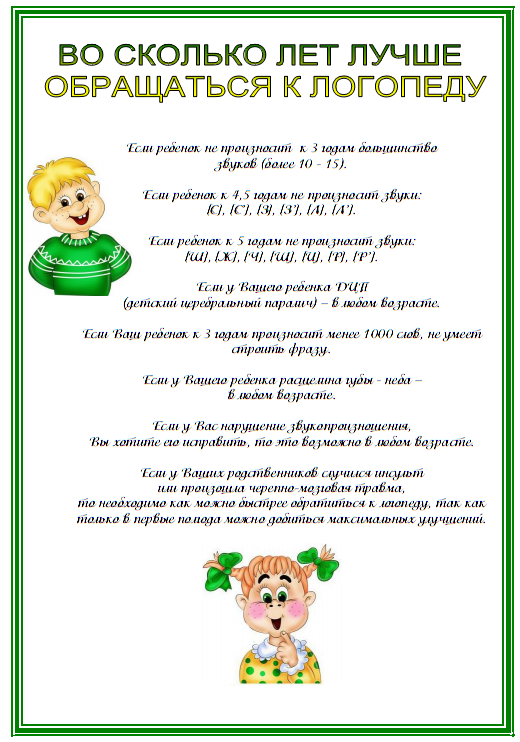 ВО СКОЛЬКО ЛЕТ ЛУЧШЕ
ОБРАЩАТЬСЯ К ЛОГОПЕДУ
Если ребенок не произносит к 3 годам большинство
звуков (более 10 - 15).
Если ребенок к 4,5 годам не произносит звуки:
[С], [С'], [З], [З'], [Л], [Л'].
Если ребенок к 5 годам не произносит звуки:
[Ш], [Ж], [Ч], [Щ], [Ц], [Р], [Р'].
Если у Вашего ребенка ДЦП
(детский церебральный паралич) – в любом возрасте.
Если Ваш ребенок к 3 годам произносит менее 1000 слов, не умеет
строить фразу.
Если у Вашего ребенка расщелина губы - неба –
в любом возрасте.
Если у Вас нарушение звукопроизношения,
Вы хотите его исправить, то это возможно в любом возрасте.
Если у Ваших родственников случился инсульт
или произошла черепно-мозговая травма,
то необходимо как можно быстрее обратиться к логопеду, так как
только в первые полгода можно добиться максимальных улучшений.